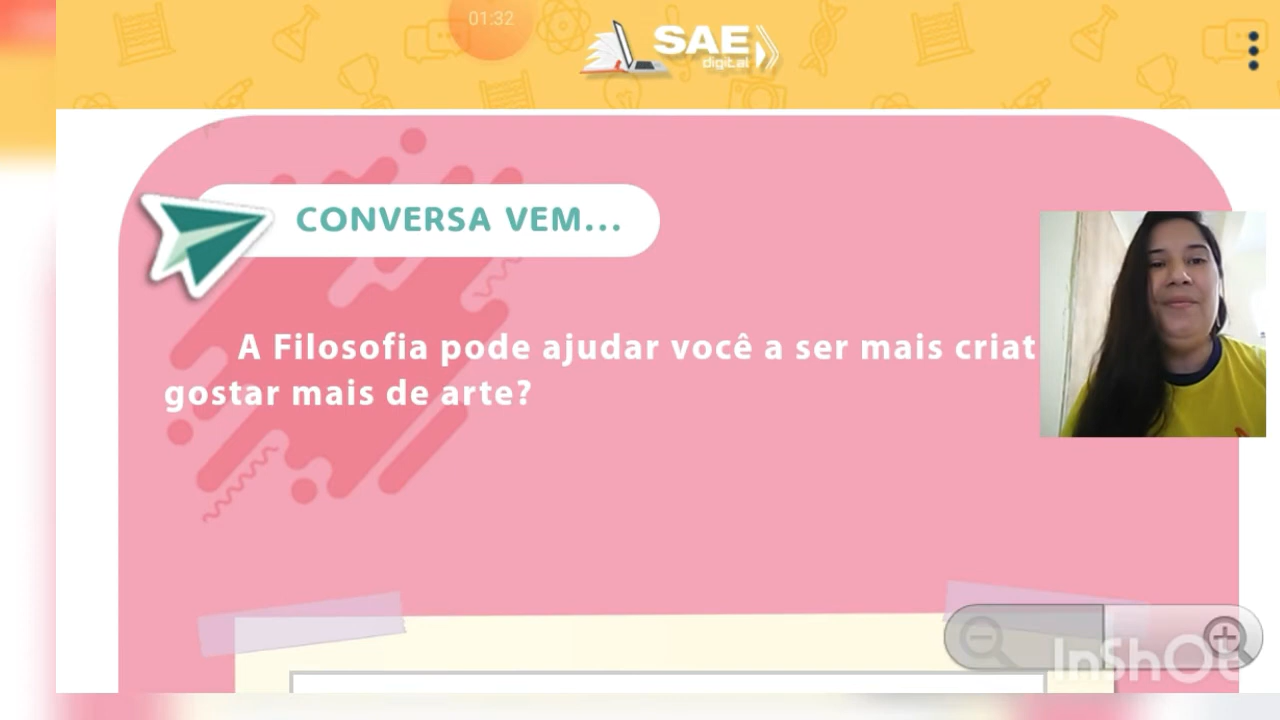 01:32
SAE
digital
CONVERSA VEM...
A Filosofia pode ajudar você a ser mais criat
gostar mais de arte?
InShOt